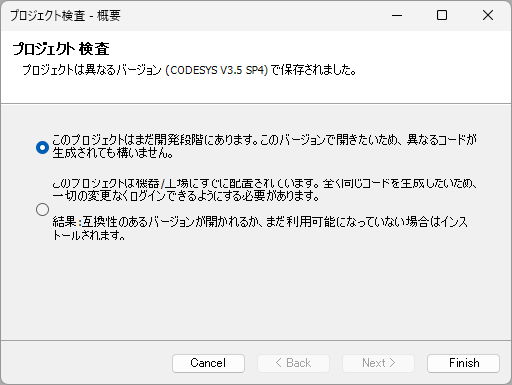 プロジェクト検査 - 概要
プロジェクト 検査
プロジェクトは異なるバージョン (CODESYS V3.5 SP4) で保存されました。
このプロジェクトはまだ開発段階にあります。このバージョンで開きたいため、異なるコードが
生成されても構いません。
このプロジェクトは機器/工場にすでに配置されています。全く同じコードを生成したいため、
一切の変更なくログインできるようにする必要があります。
結果:互換性のあるバージョンが開かれるか、まだ利用可能になっていない場合はインス
トールされます。
Cancel
< Back
Next >
Finish